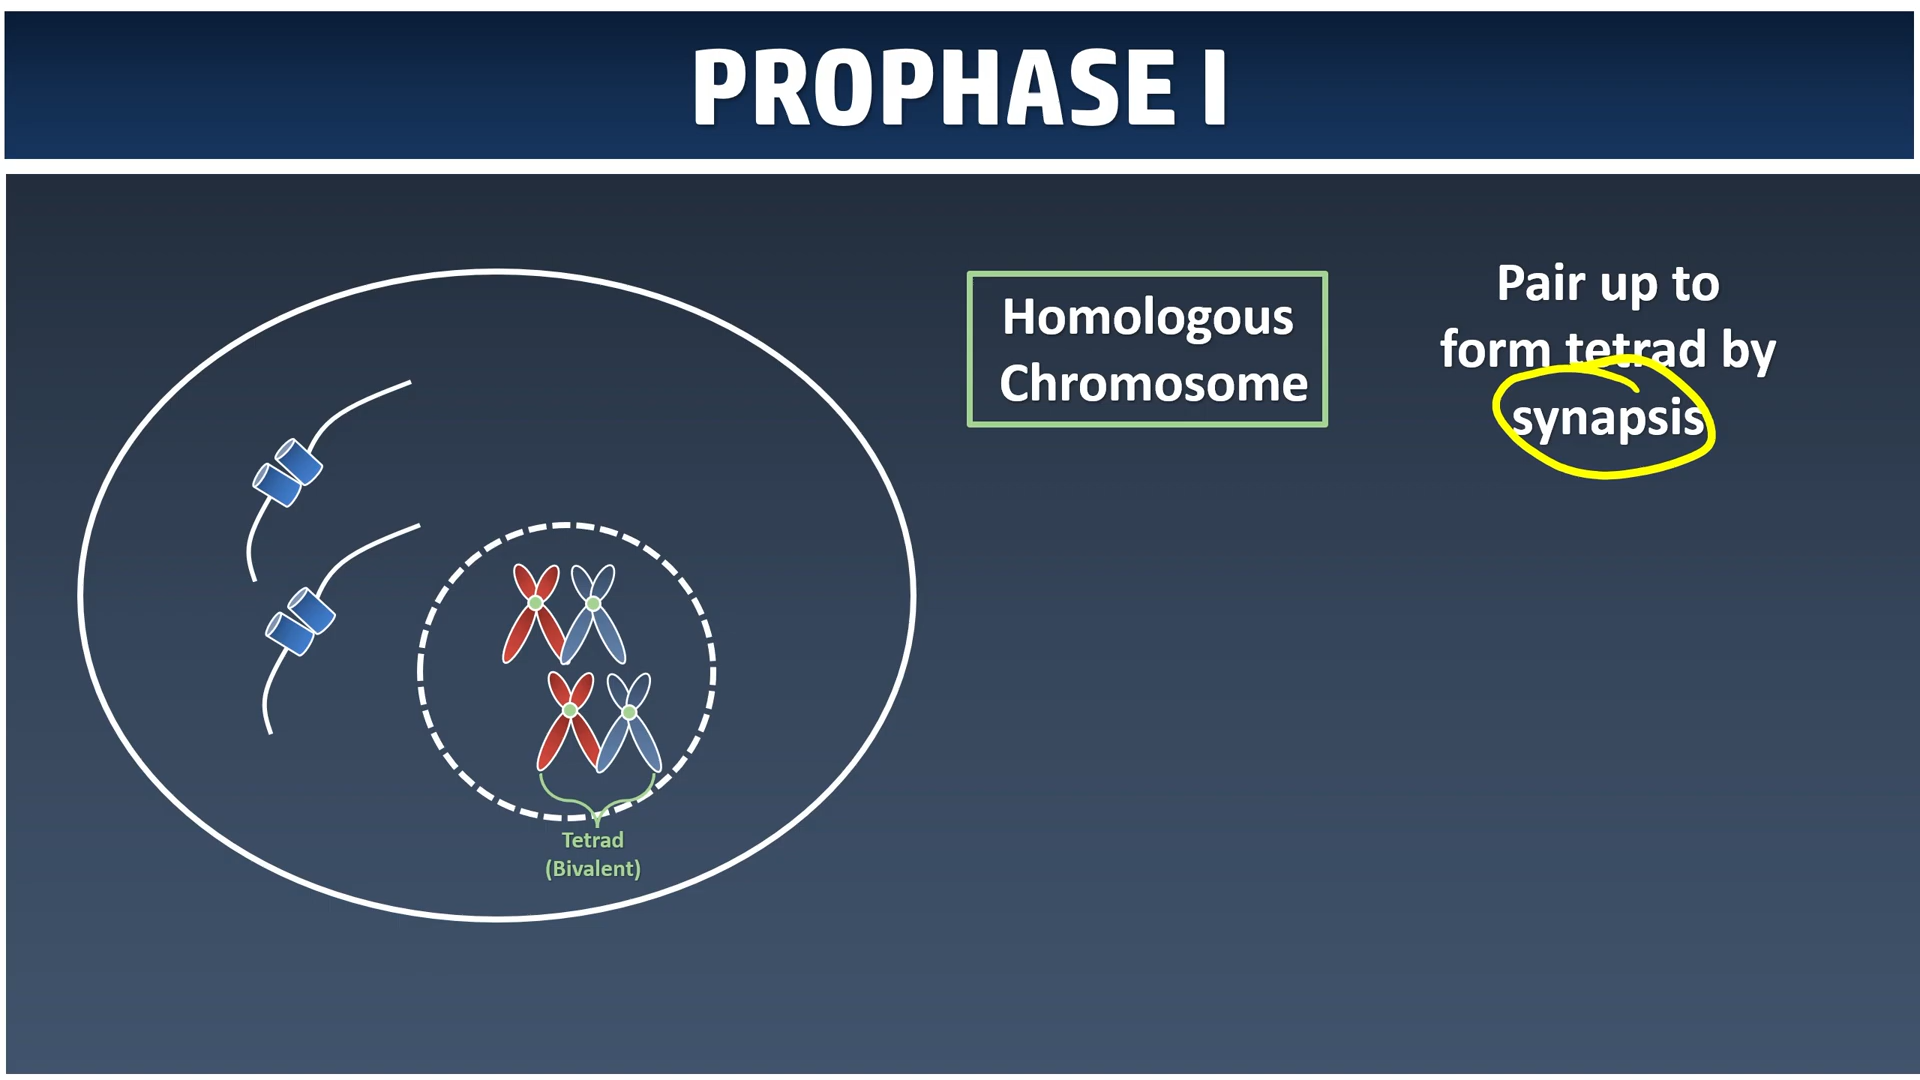 PROPHASE I
Homologous
Chromosome
Pair up to
form tetrad by
synapsis
Tetrad
(Bivalent)